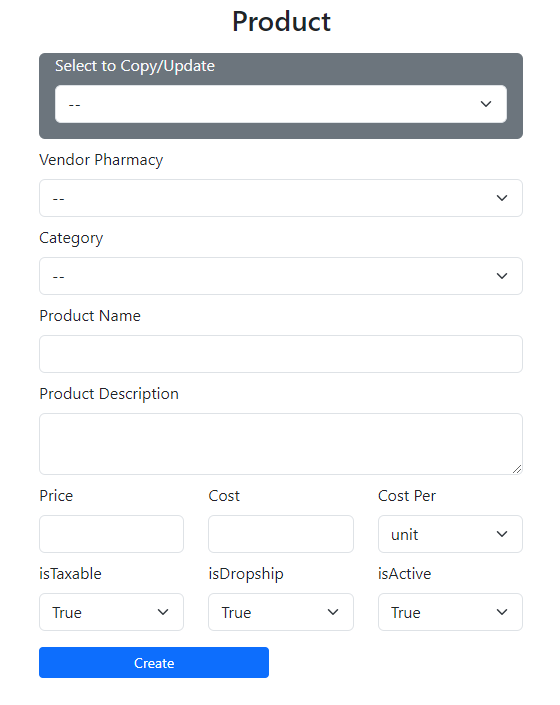 Product
Select to Copy/Update
--
Vendor Pharmacy
--
Category
--
Product Name
Product Description
Price Cost Cost Per
unit
isTaxable isDropship isActive
True True True
Create